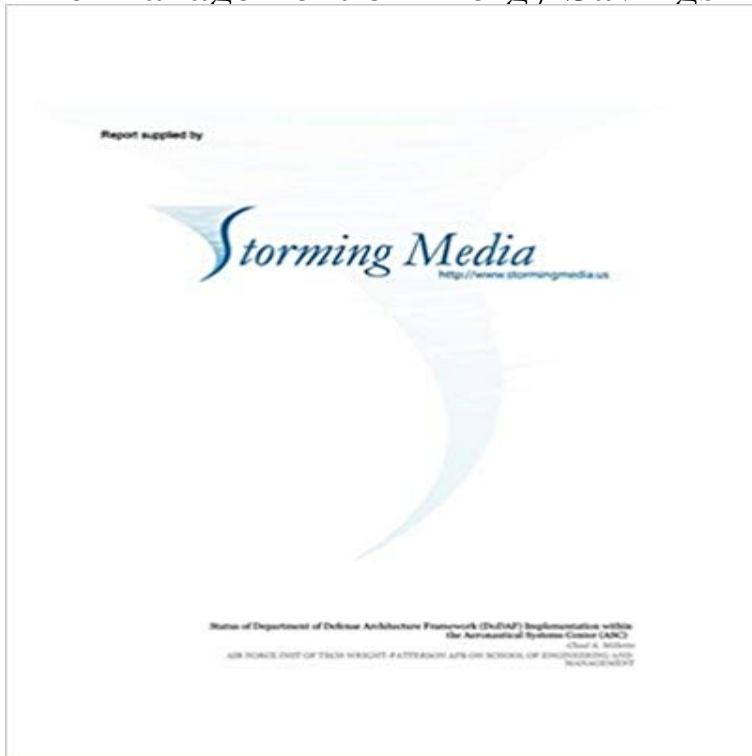 Report supplied by
Storming Media
http://www.stormingmedia.us
Status of Department of Defense Architecture Framework (DoDAF) Implementation within
the Aeronautical Systems Center (ASC)
Chad A. Millette
AIR FORCE INST OF TECH WRIGHT-PATTERSON AFB OH SCHOOL OF ENGINEERING AND
MANAGEMENT